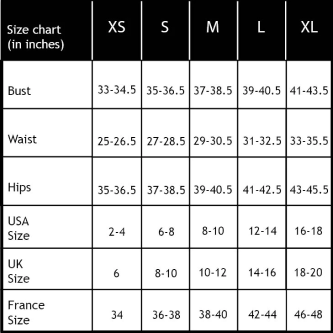 Size chart XS S M L XL
(in inches)
Bust 33-34.5 35-36.5 37-38.5 39-40.5 41-43.5
Waist 25-26.5 27-28.5 29-30.5 31-32.5 33-35.5
Hips 35-36.5 37-38.5 39-40.5 41-42.5 43-45.5
USA
Size 2-4 6-8 8-10 12-14 16-18
UK
Size 6 8-10 10-12 14-16 18-20
France
Size 34 36-38 38-40 42-44 46-48